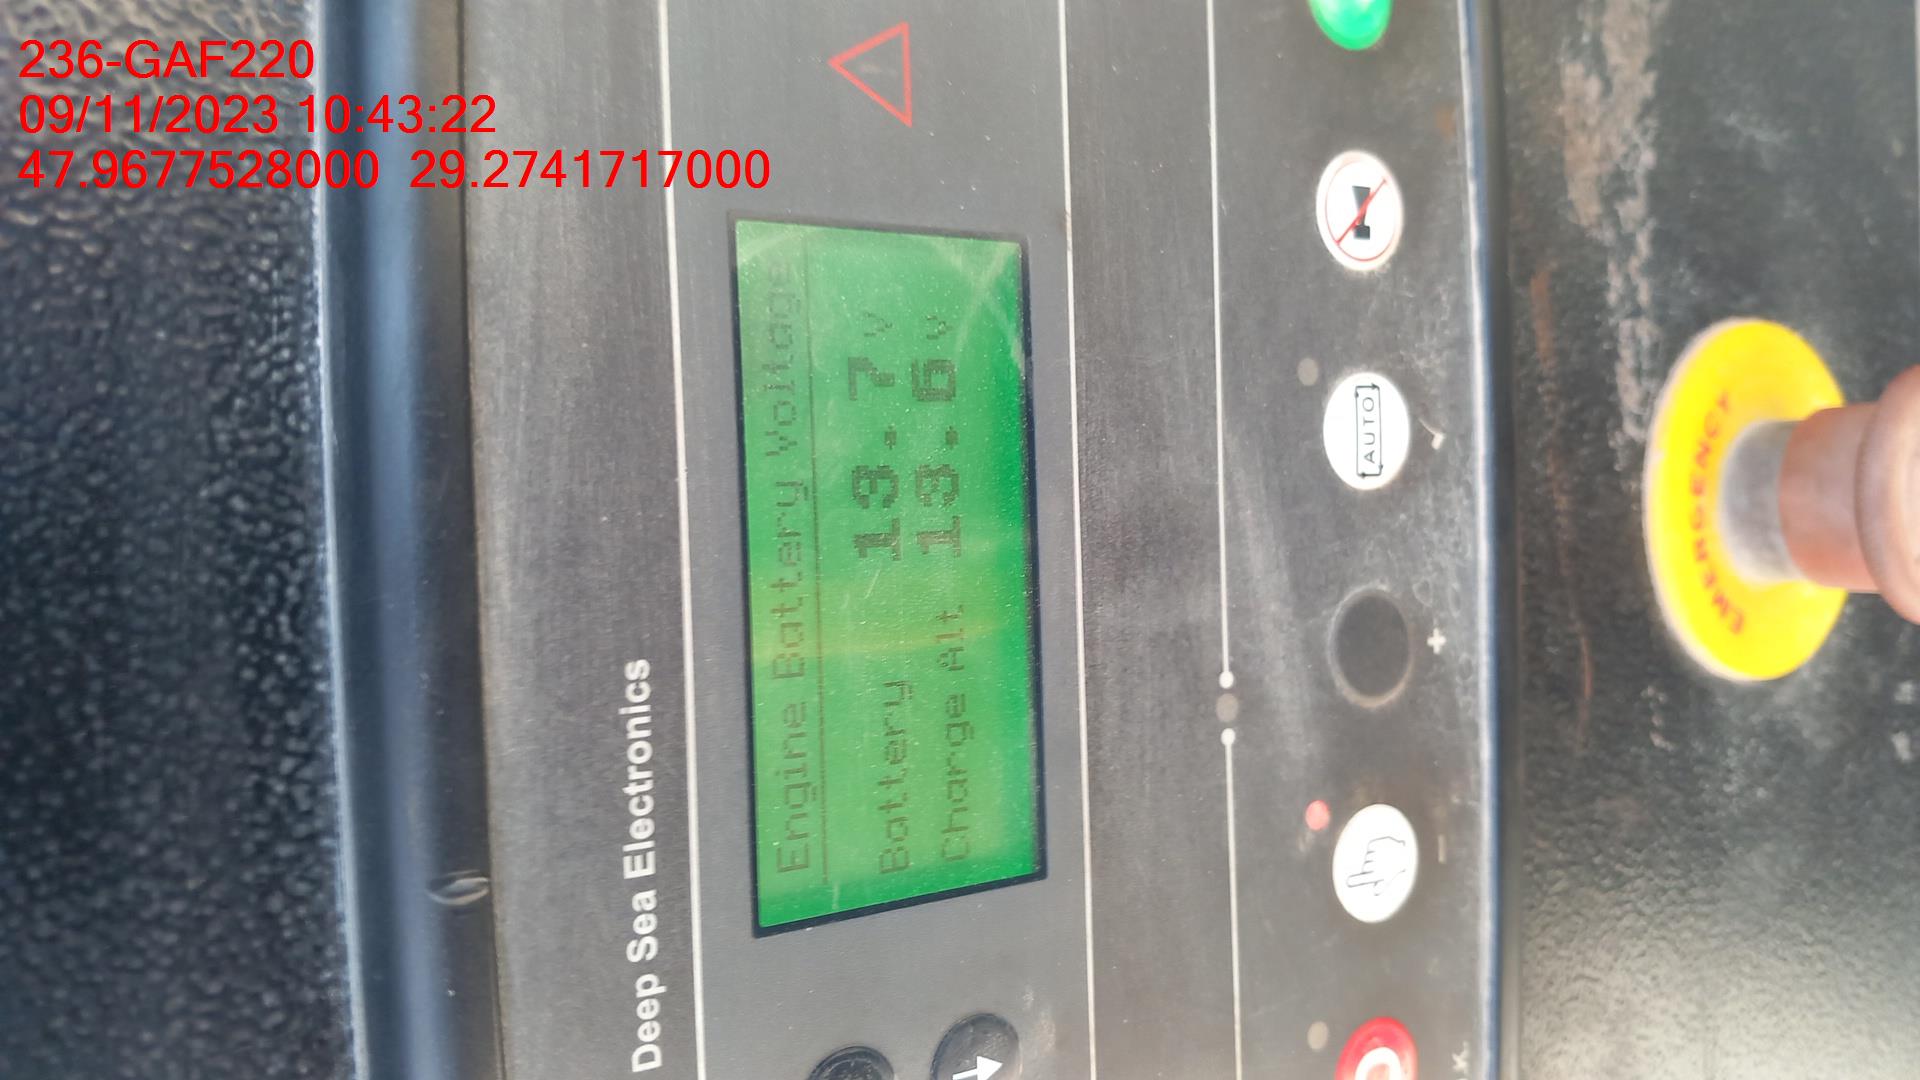 236-GAF220
09/11/2023 10:43:22
47.9677528000 29.2741717000
Deep Sea Electronics
Engine Battery Voltage
Battery 13.7 v
Charge Alt 13.6 v
AUTO
+
-
EMERGENCY